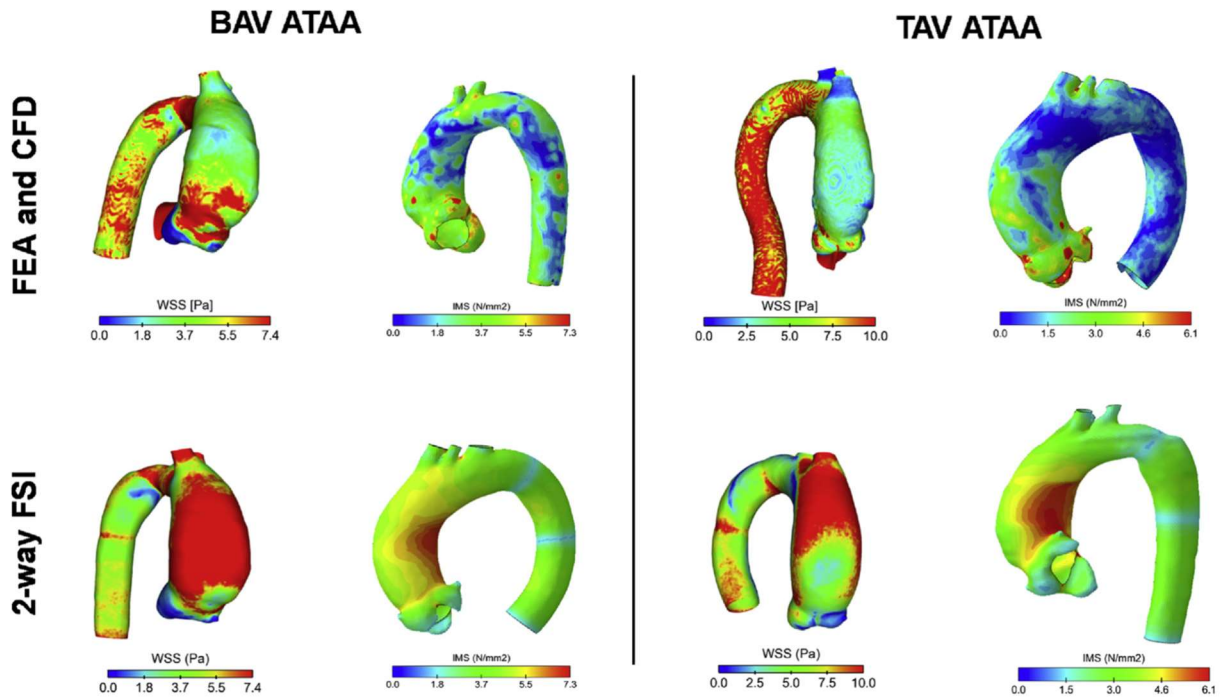 BAV ATAA
TAV ATAA
FEA and CFD
WSS [Pa]
0.0 1.8 3.7 5.5 7.4
IMS (N/mm2)
0.0 1.8 3.7 5.5 7.3
WSS [Pa]
0.0 2.5 5.0 7.5 10.0
IMS (N/mm2)
0.0 1.5 3.0 4.6 6.1
2-way FSI
WSS (Pa)
0.0 1.8 3.7 5.5 7.4
IMS (N/mm2)
0.0 1.8 3.7 5.5 7.3
WSS (Pa)
0.0 2.5 5.0 7.5 10.0
IMS (N/mm2)
0.0 1.5 3.0 4.6 6.1